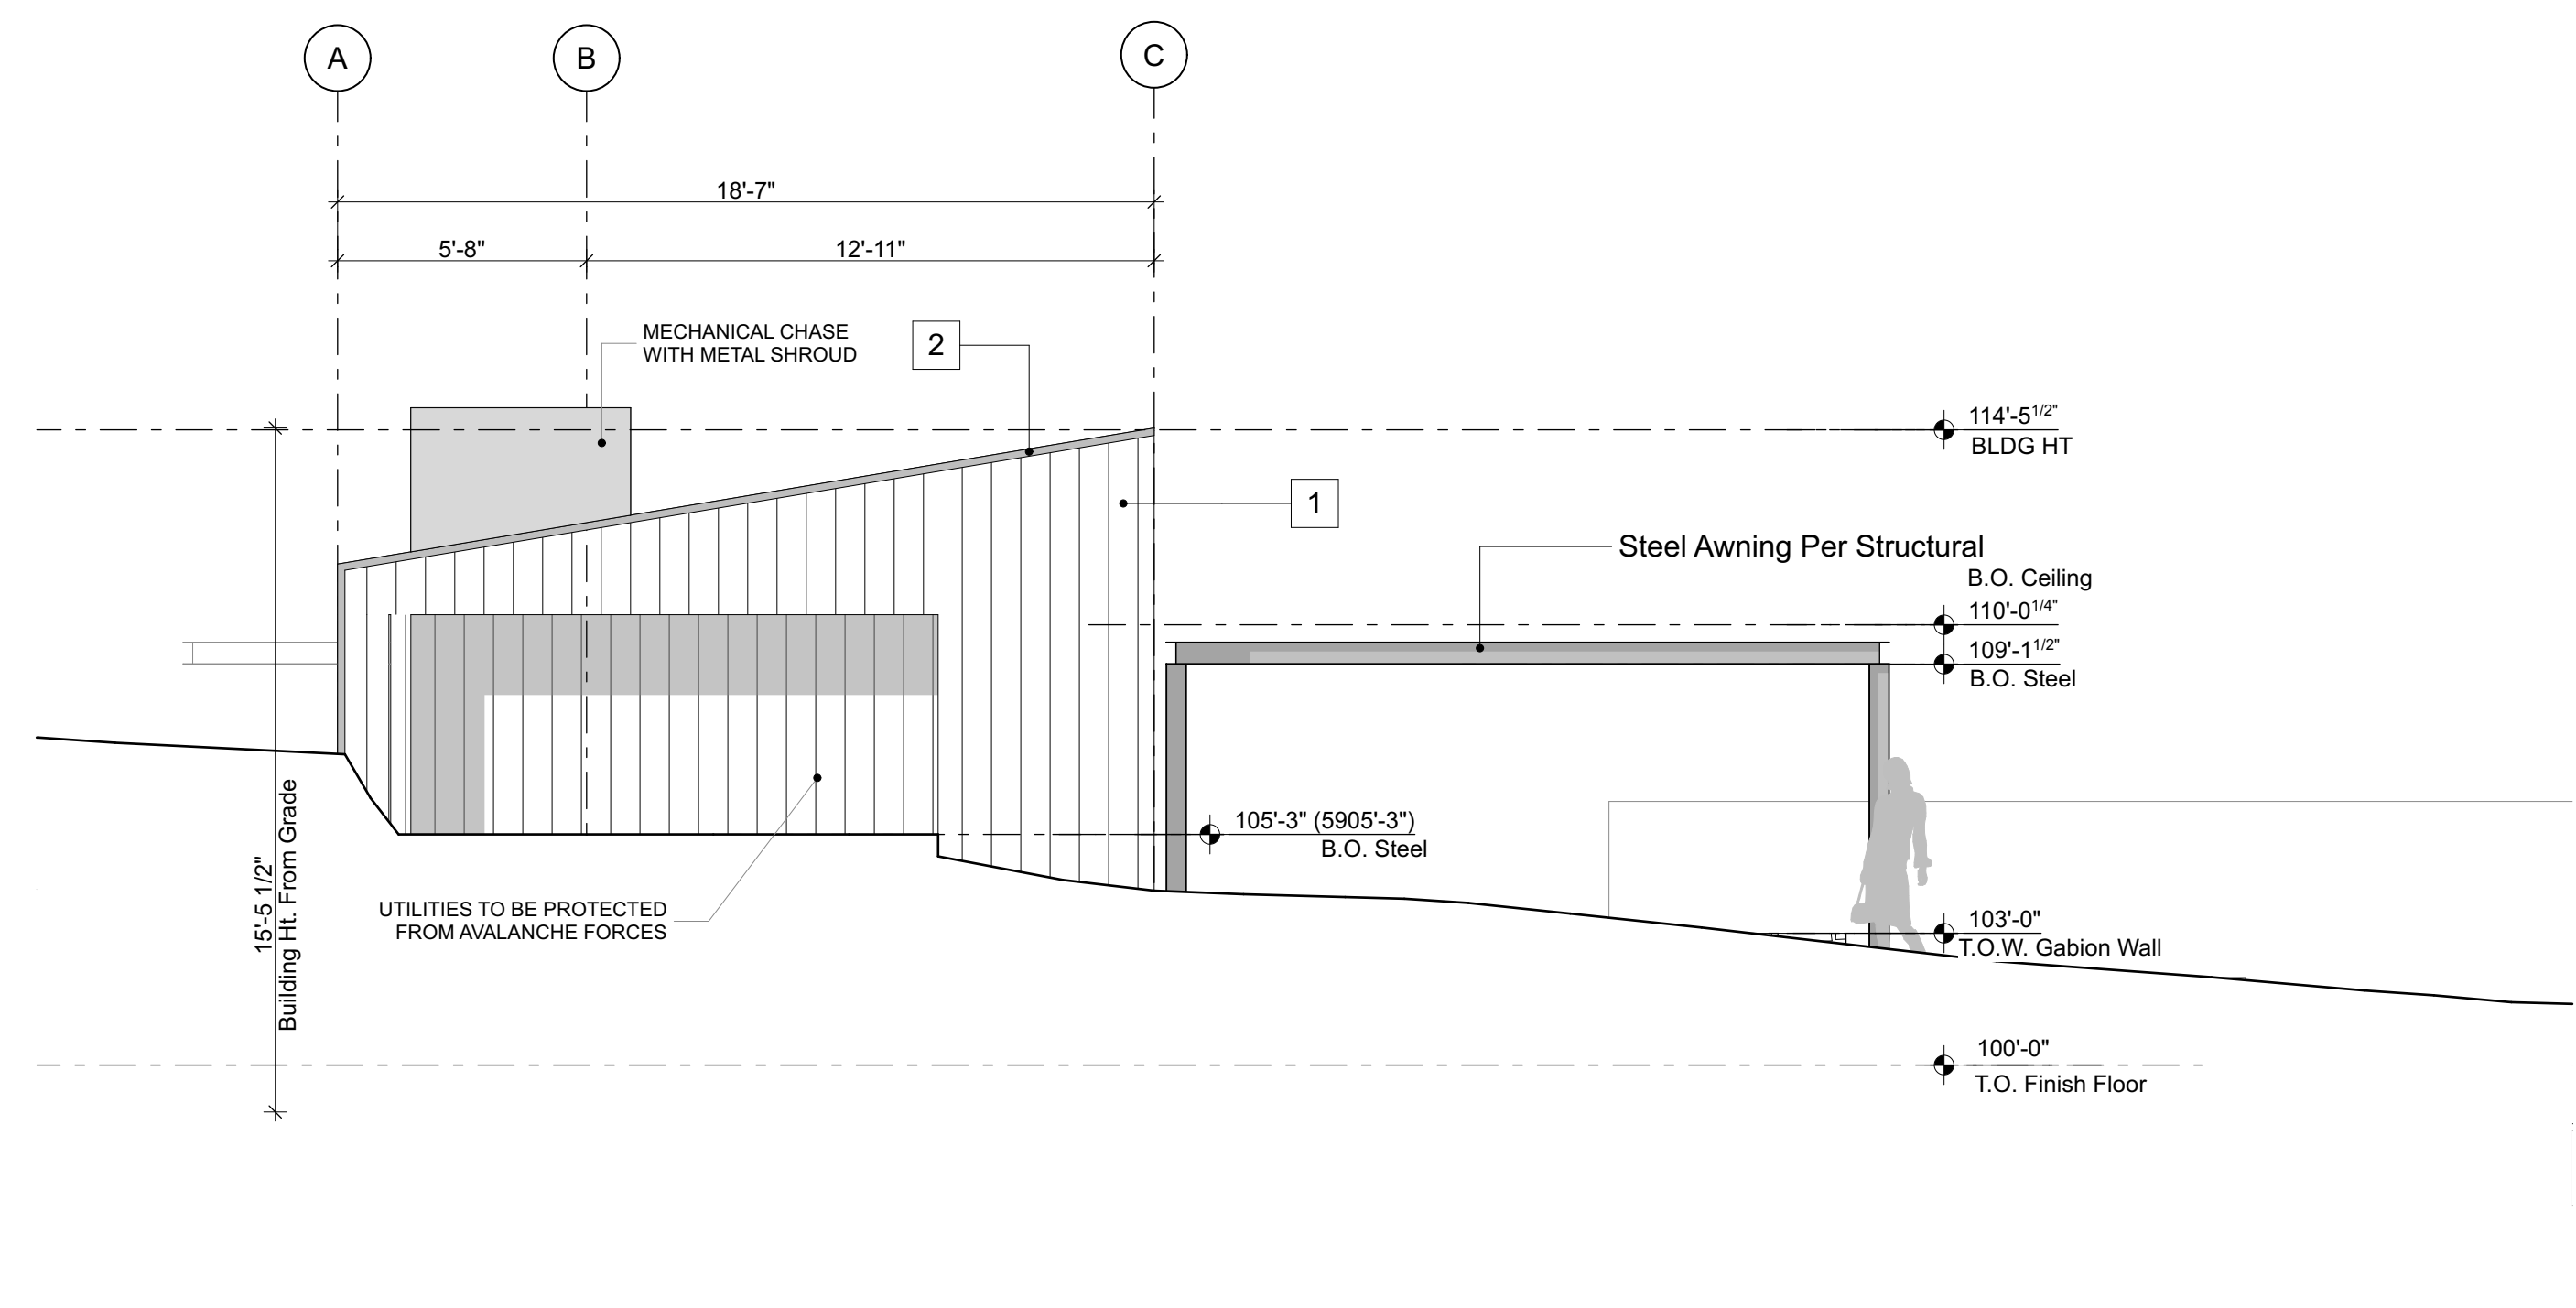 A
B
C
18'-7"
5'-8"
12'-11"
MECHANICAL CHASE
WITH METAL SHROUD
2
114'-5 1/2"
BLDG HT
1
Steel Awning Per Structural
B.O. Ceiling
110'-0 1/4"
109'-1 1/2"
B.O. Steel
105'-3" (5905'-3")
B.O. Steel
15'-5 1/2"
Building Ht. From Grade
UTILITIES TO BE PROTECTED
FROM AVALANCHE FORCES
103'-0"
T.O.W. Gabion Wall
100'-0"
T.O. Finish Floor